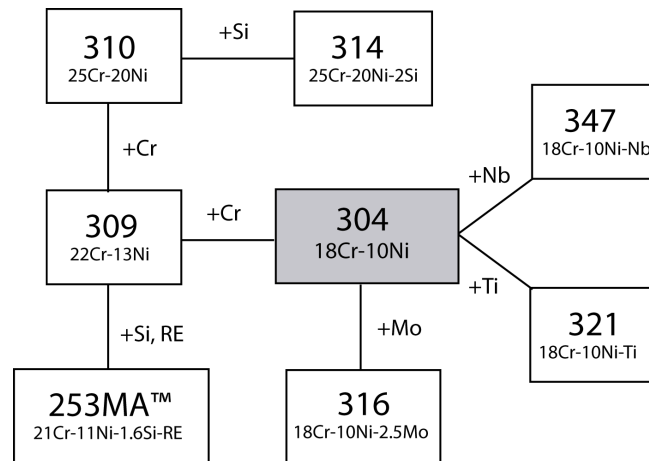 310
25Cr-20Ni
+Si
314
25Cr-20Ni-2Si
+Cr
347
18Cr-10Ni-Nb
+Nb
309
22Cr-13Ni
+Cr
304
18Cr-10Ni
+Ti
321
18Cr-10Ni-Ti
+Si, RE
+Mo
253MA™
21Cr-11Ni-1.6Si-RE
316
18Cr-10Ni-2.5Mo